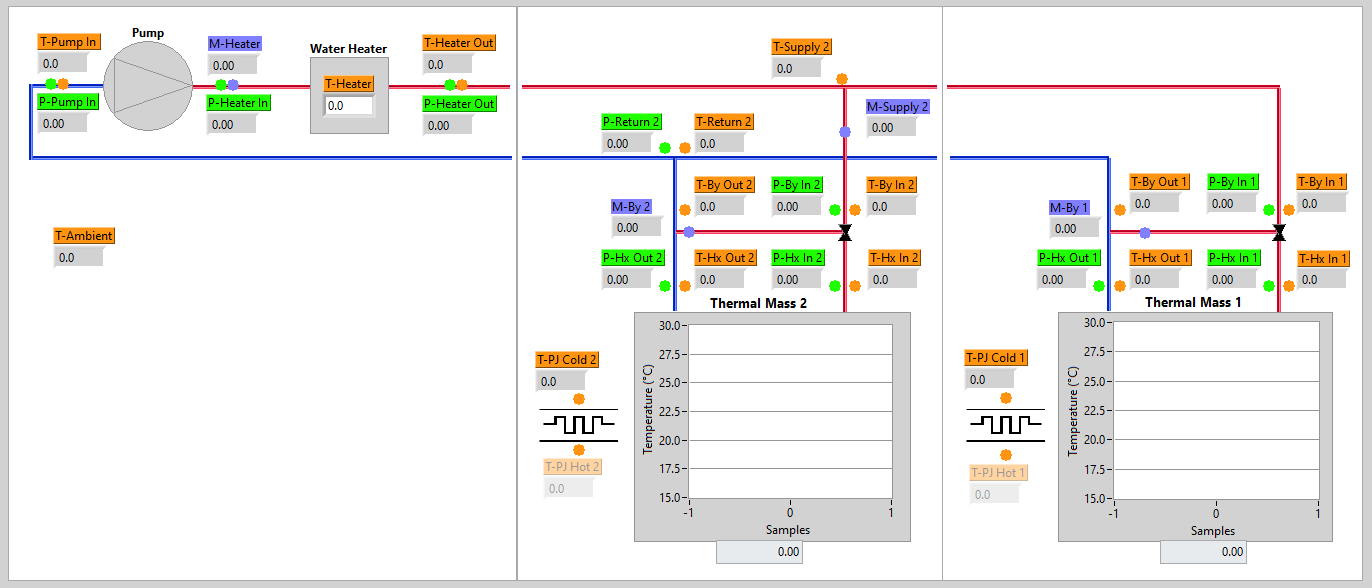 Pump
T-Pump In
0.0
P-Pump In
0.00
M-Heater
0.00
P-Heater In
0.00
Water Heater
T-Heater
0.0
T-Heater Out
0.0
P-Heater Out
0.00
T-Ambient
0.0
T-Supply 2
0.0
M-Supply 2
0.00
P-Return 2
0.00
T-Return 2
0.0
M-By 2
0.00
T-By Out 2
0.0
P-By In 2
0.00
T-By In 2
0.0
P-Hx Out 2
0.00
T-Hx Out 2
0.0
P-Hx In 2
0.00
T-Hx In 2
0.0
Thermal Mass 2
T-PJ Cold 2
0.0
T-PJ Hot 2
0.0
Temperature (°C)
30.0
27.5
25.0
22.5
20.0
17.5
15.0
-1 0 1
Samples
0.00
M-By 1
0.00
T-By Out 1
0.0
P-By In 1
0.00
T-By In 1
0.0
P-Hx Out 1
0.00
T-Hx Out 1
0.0
P-Hx In 1
0.00
T-Hx In 1
0.0
Thermal Mass 1
T-PJ Cold 1
0.0
T-PJ Hot 1
0.0
Temperature (°C)
30.0
27.5
25.0
22.5
20.0
17.5
15.0
-1 0 1
Samples
0.00